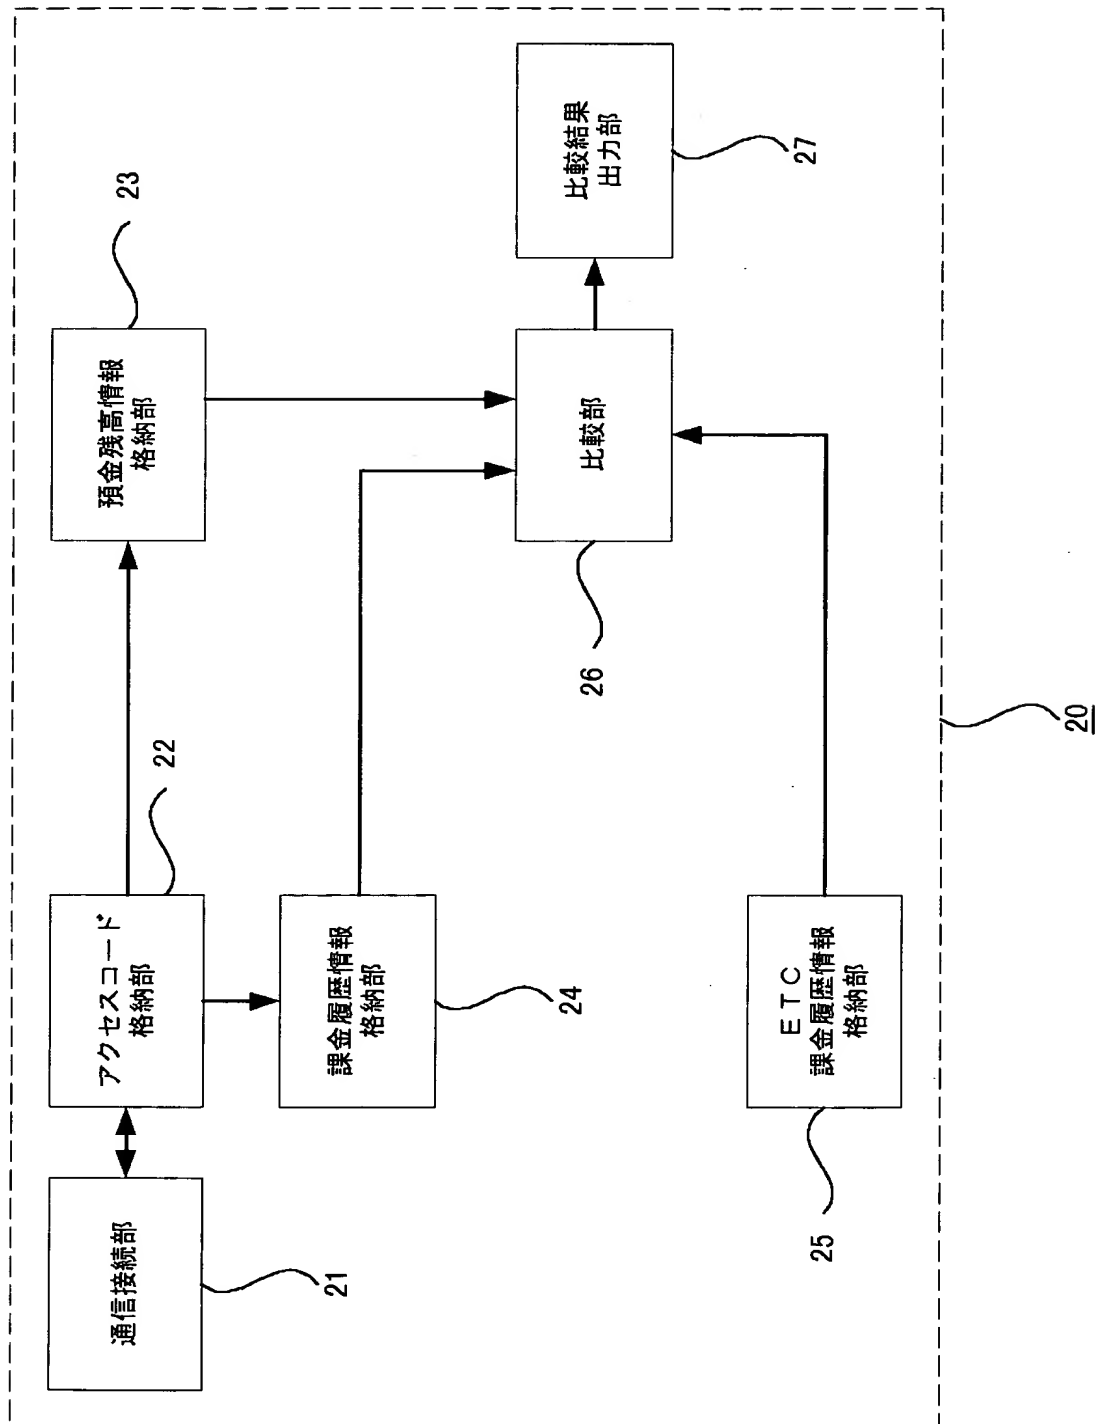 通信接続部
21
アクセスコード
格納部
22
預金残高情報
格納部
23
課金履歴情報
格納部
24
ETC
課金履歴情報
格納部
25
比較部
26
比較結果
出力部
27
20